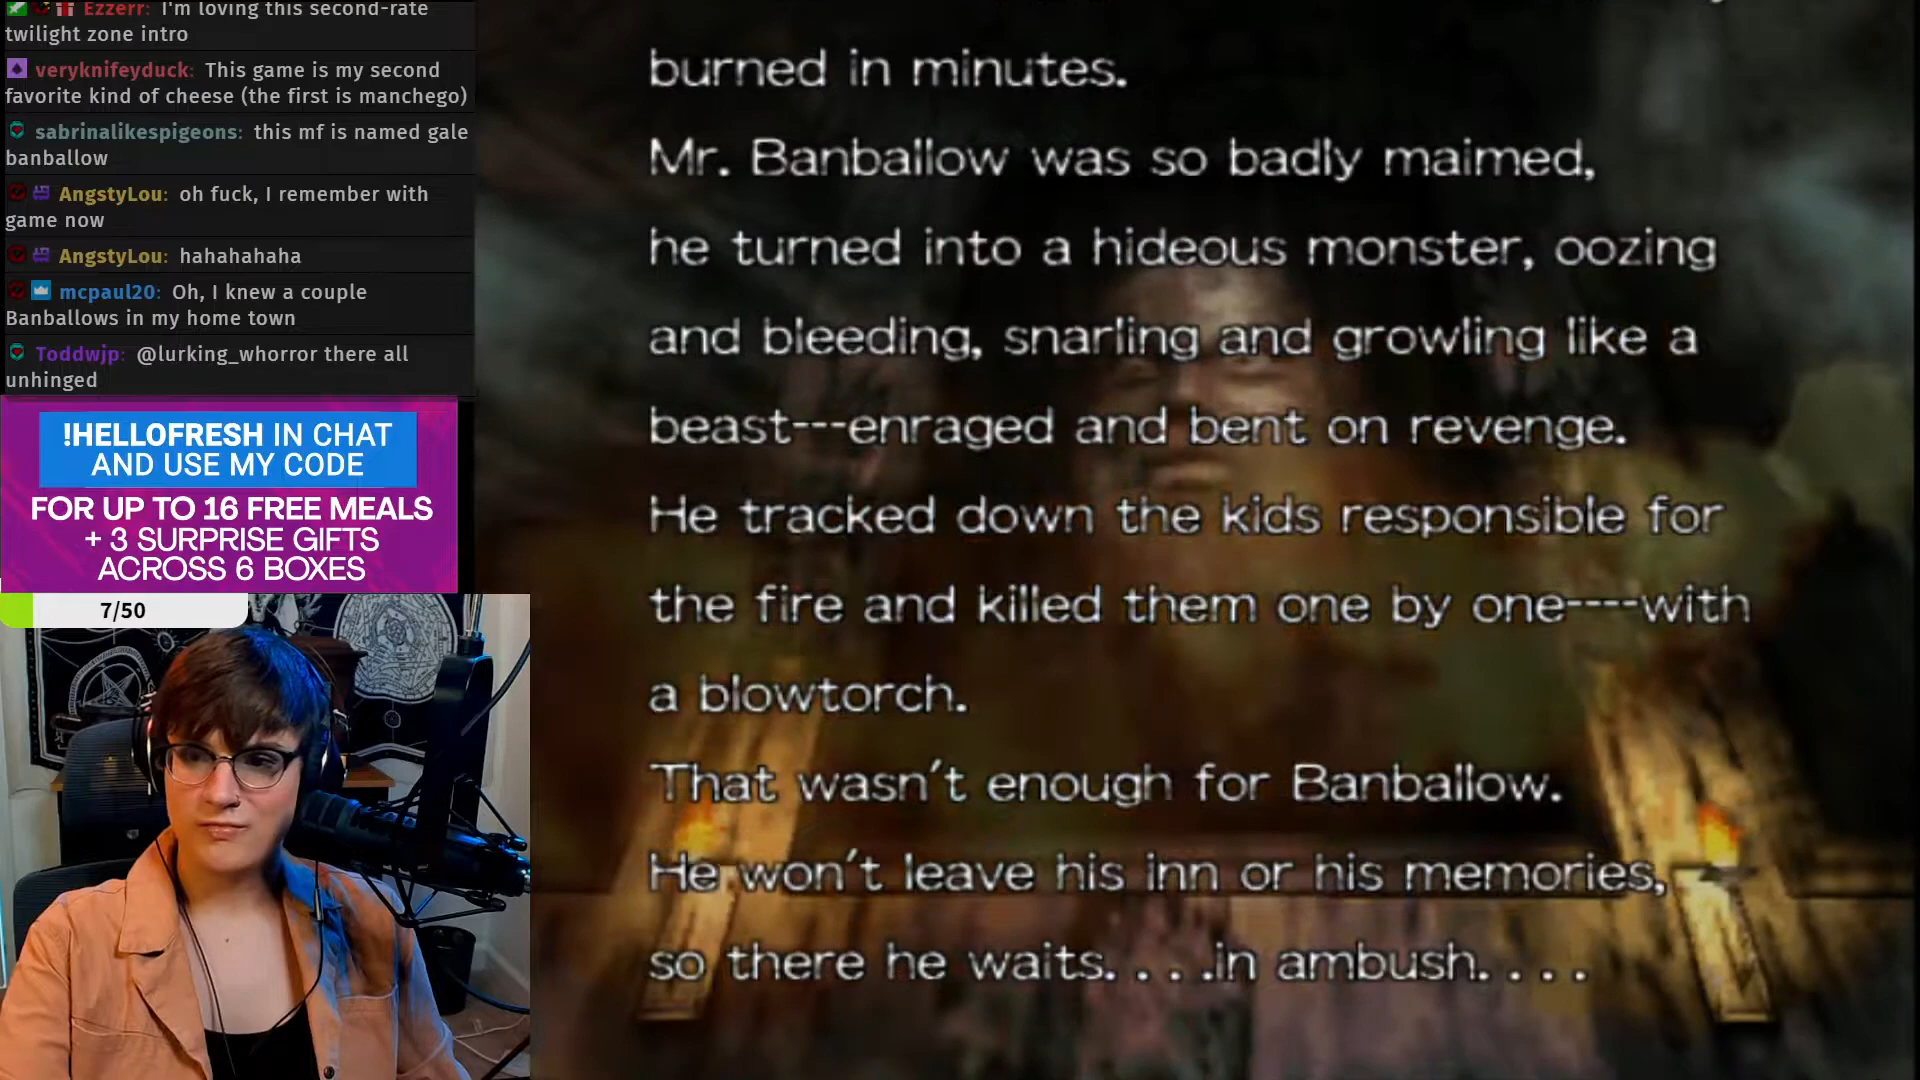 Ezzerr: I'm loving this second-rate
twilight zone intro
veryknifeyduck: This game is my second
favorite kind of cheese (the first is manchego)
sabrinalikespigeons: this mf is named gale
banballow
AngstyLou: oh fuck, I remember with
game now
AngstyLou: hahahahaha
mcpaul20: Oh, I knew a couple
Banballows in my home town
Toddwjp: @lurking_whorror there all
unhinged
!HELLOFRESH IN CHAT
AND USE MY CODE
FOR UP TO 16 FREE MEALS
+ 3 SURPRISE GIFTS
ACROSS 6 BOXES
7/50
burned in minutes.
Mr. Banballow was so badly maimed,
he turned into a hideous monster, oozing
and bleeding, snarling and growling like a
beast---enraged and bent on revenge.
He tracked down the kids responsible for
the fire and killed them one by one----with
a blowtorch.
That wasn't enough for Banballow.
He won't leave his inn or his memories,
so there he waits. . . .in ambush. . . .